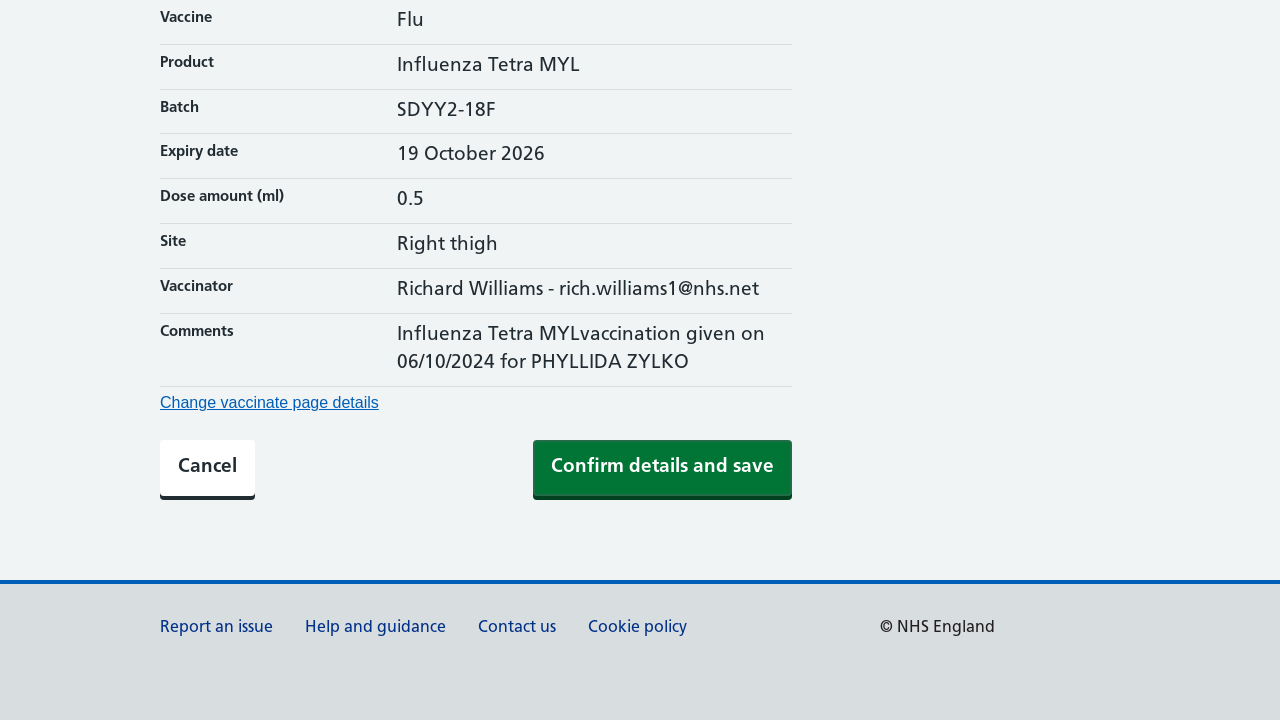 Vaccine Flu
Product Influenza Tetra MYL
Batch SDYY2-18F
Expiry date 19 October 2026
Dose amount (ml) 0.5
Site Right thigh
Vaccinator Richard Williams - rich.williams1@nhs.net
Comments Influenza Tetra MYLvaccination given on
06/10/2024 for PHYLLIDA ZYLKO
Change vaccinate page details
Cancel Confirm details and save
Report an issue Help and guidance Contact us Cookie policy © NHS England